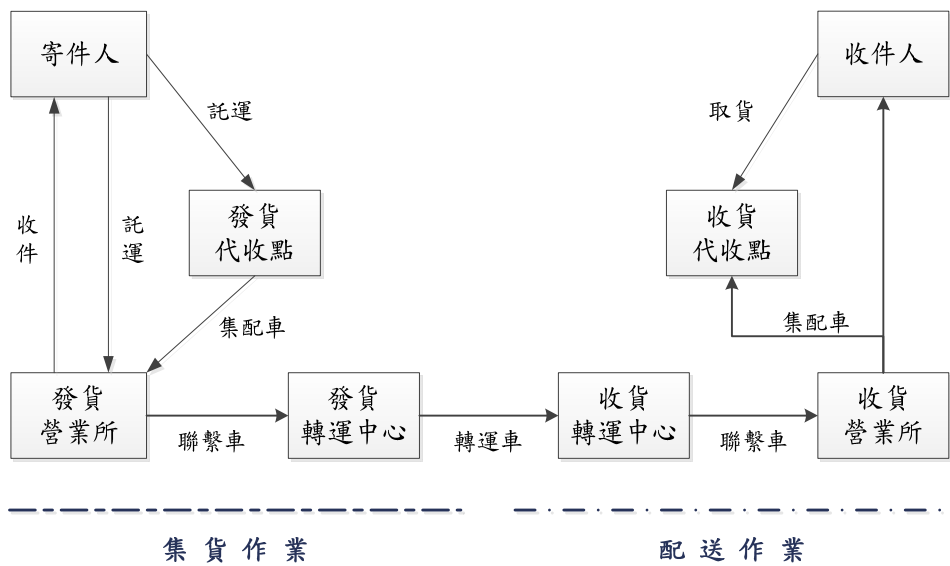 寄件人
收件人
託運
取貨
收件
託運
發貨
代收點
收貨
代收點
集配車
集配車
發貨
營業所
聯繫車
發貨
轉運中心
轉運車
收貨
轉運中心
聯繫車
收貨
營業所
集貨作業
配送作業